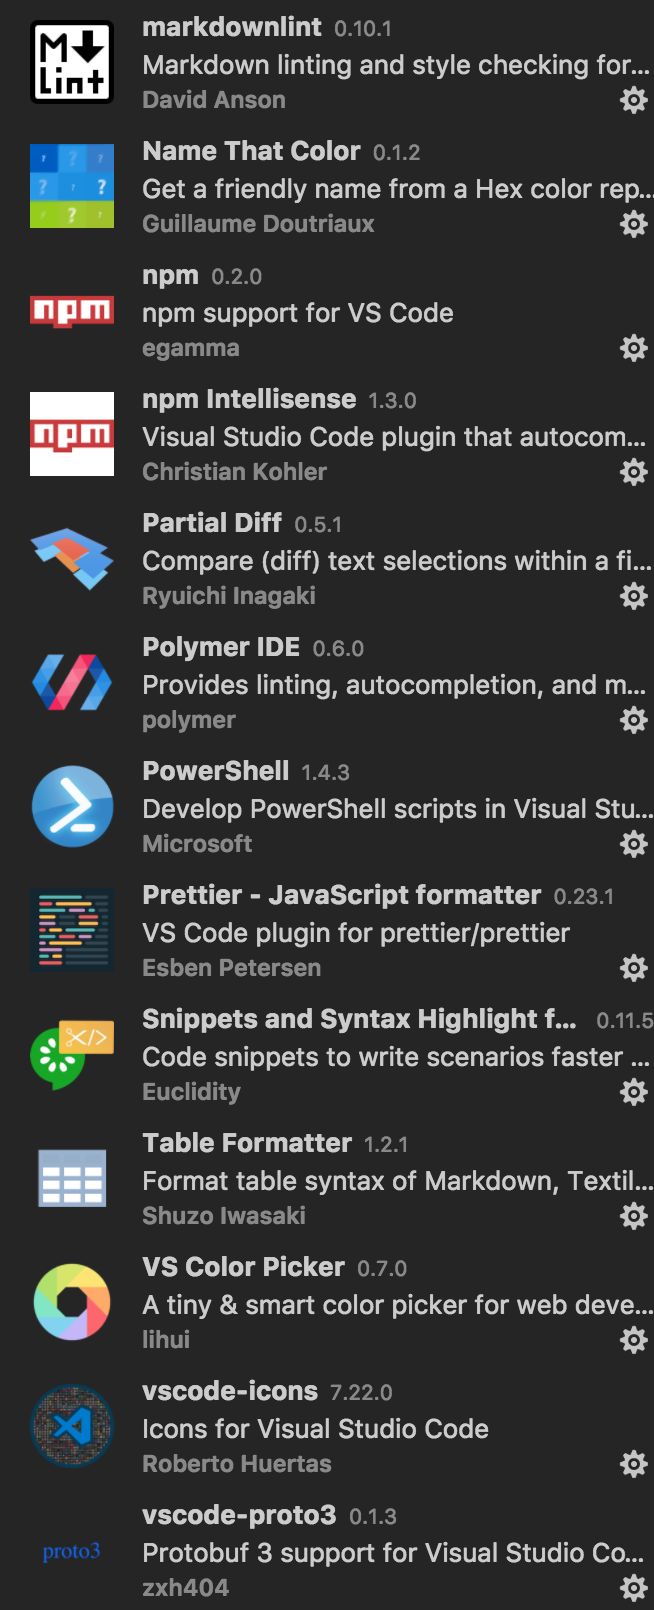 M
Lint
markdownlint 0.10.1
Markdown linting and style checking for...
David Anson
? ? ?
? ? ?
? ? ?
Name That Color 0.1.2
Get a friendly name from a Hex color rep...
Guillaume Doutriaux
npm
npm 0.2.0
npm support for VS Code
egamma
npm
npm Intellisense 1.3.0
Visual Studio Code plugin that autocom...
Christian Kohler
Partial Diff 0.5.1
Compare (diff) text selections within a fi...
Ryuichi Inagaki
Polymer IDE 0.6.0
Provides linting, autocompletion, and m...
polymer
PowerShell 1.4.3
Develop PowerShell scripts in Visual Stu...
Microsoft
Prettier - JavaScript formatter 0.23.1
VS Code plugin for prettier/prettier
Esben Petersen
</>
Snippets and Syntax Highlight f... 0.11.5
Code snippets to write scenarios faster ...
Euclidity
Table Formatter 1.2.1
Format table syntax of Markdown, Textil...
Shuzo Iwasaki
VS Color Picker 0.7.0
A tiny & smart color picker for web deve...
lihui
vscode-icons 7.22.0
Icons for Visual Studio Code
Roberto Huertas
proto3
vscode-proto3 0.1.3
Protobuf 3 support for Visual Studio Co...
zxh404